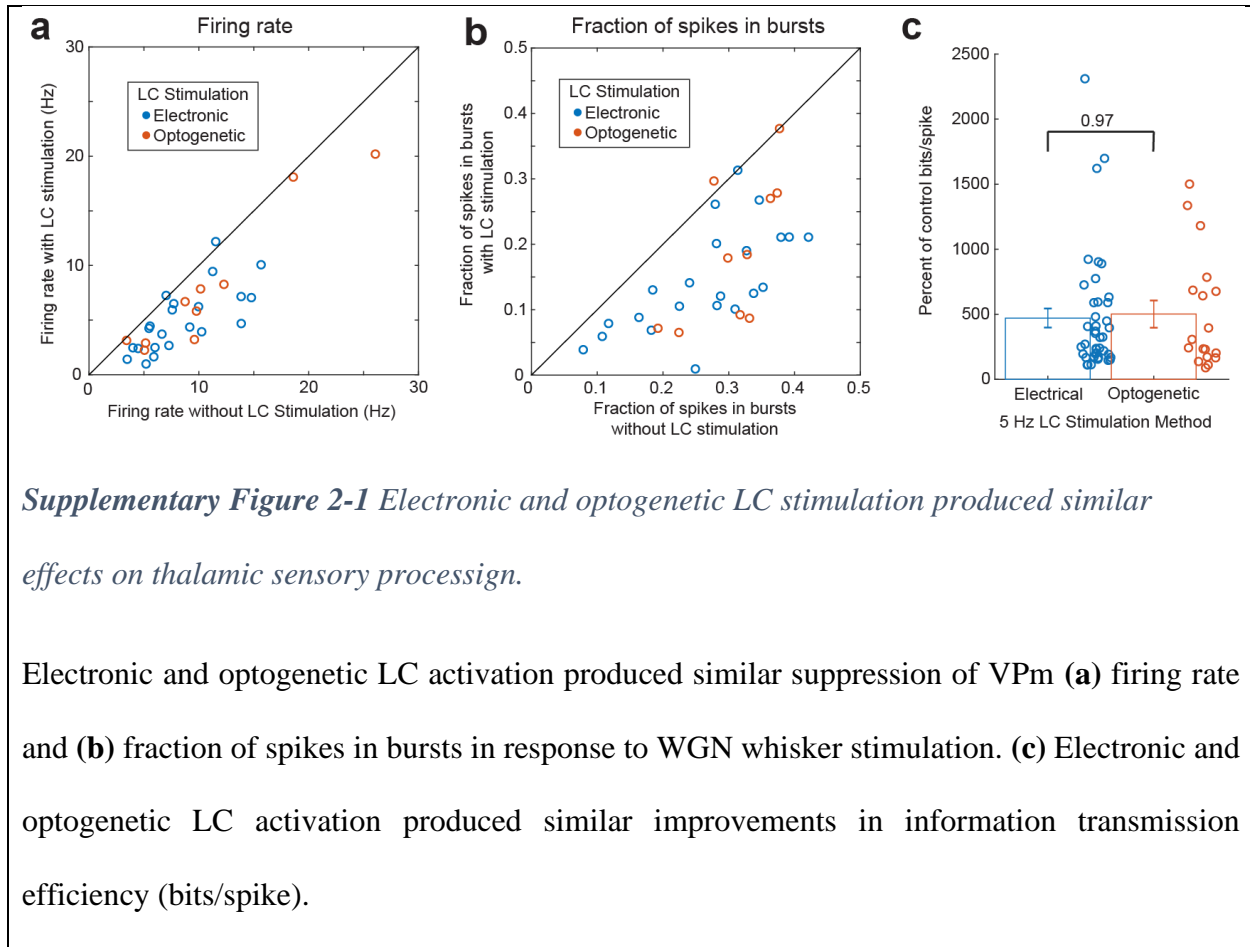 a
Firing rate
30
20
10
0
Firing rate with LC stimulation (Hz)
LC Stimulation
Electronic
Optogenetic
0 10 20 30
Firing rate without LC Stimulation (Hz)
b
Fraction of spikes in bursts
0.5
0.4
0.3
0.2
0.1
0
Fraction of spikes in bursts
with LC stimulation
LC Stimulation
Electronic
Optogenetic
0 0.1 0.2 0.3 0.4 0.5
Fraction of spikes in bursts
without LC stimulation
c
2500
2000
1500
1000
500
0
Percent of control bits/spike
0.97
Electrical Optogenetic
5 Hz LC Stimulation Method
Supplementary Figure 2-1 Electronic and optogenetic LC stimulation produced similar
effects on thalamic sensory processign.
Electronic and optogenetic LC activation produced similar suppression of VPm (a) firing rate
and (b) fraction of spikes in bursts in response to WGN whisker stimulation. (c) Electronic and
optogenetic LC activation produced similar improvements in information transmission
efficiency (bits/spike).